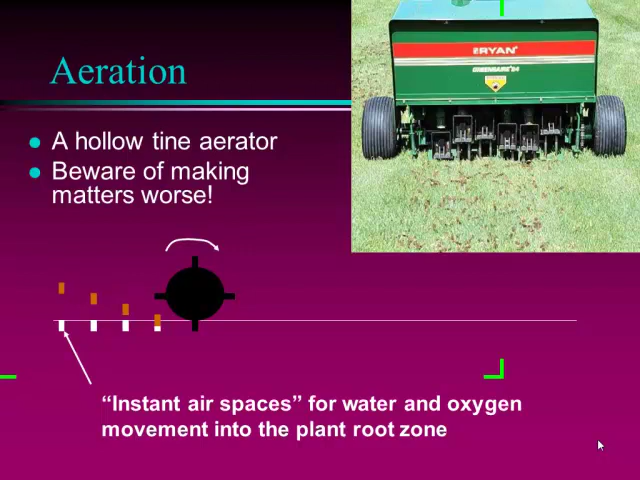 Aeration
A hollow tine aerator
Beware of making
matters worse!
RYAN
“Instant air spaces” for water and oxygen
movement into the plant root zone